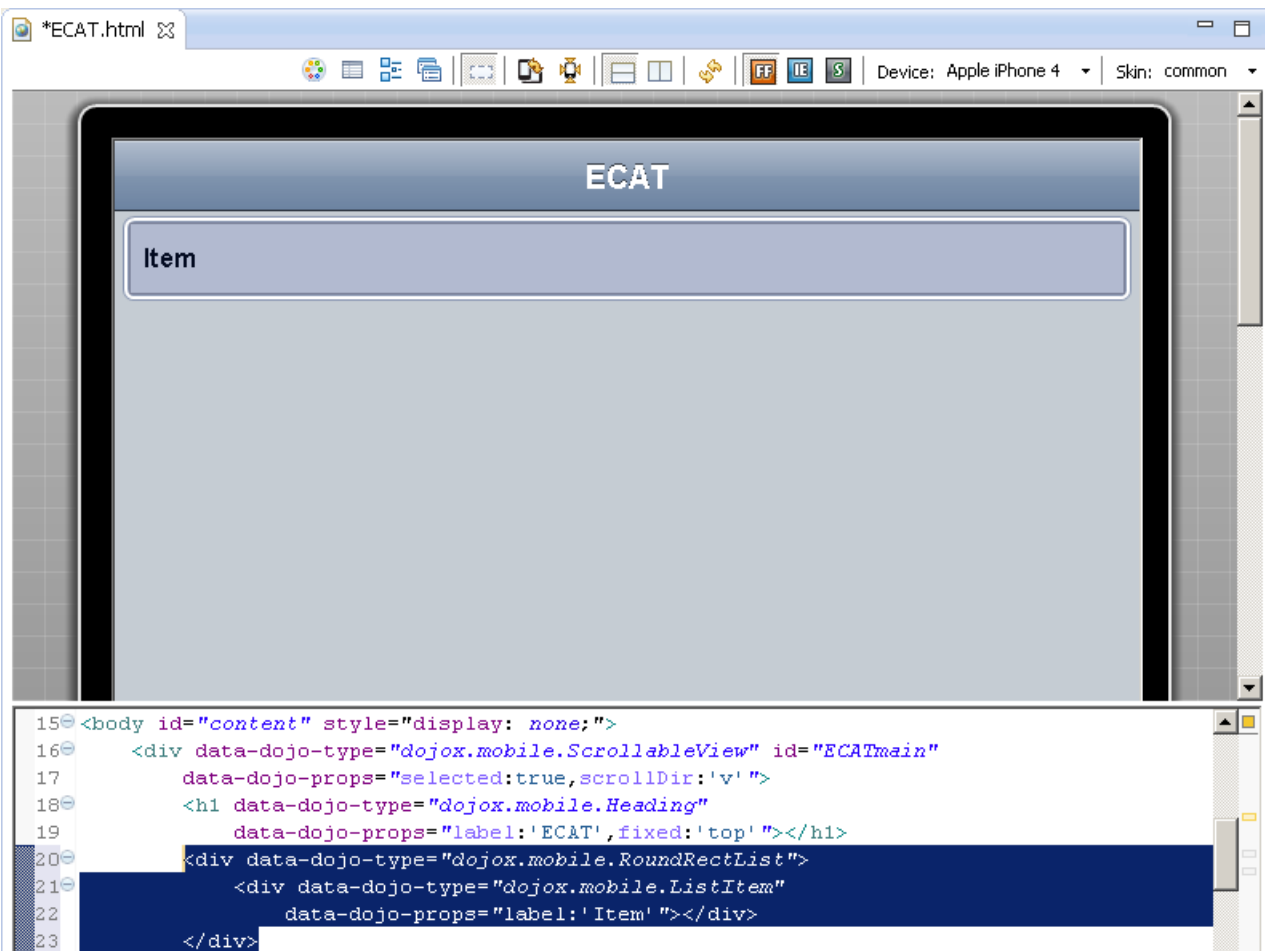 *ECAT.html
FF IE S Device: Apple iPhone 4 Skin: common
ECAT
Item
15 <body id="content" style="display: none;">
16 <div data-dojo-type="dojox.mobile.ScrollableView" id="ECATmain"
17 data-dojo-props="selected:true,scrollDir:'v'">
18 <h1 data-dojo-type="dojox.mobile.Heading"
19 data-dojo-props="label:'ECAT',fixed:'top'"></h1>
20 <div data-dojo-type="dojox.mobile.RoundRectList">
21 <div data-dojo-type="dojox.mobile.ListItem"
22 data-dojo-props="label:'Item'"></div>
23 </div>